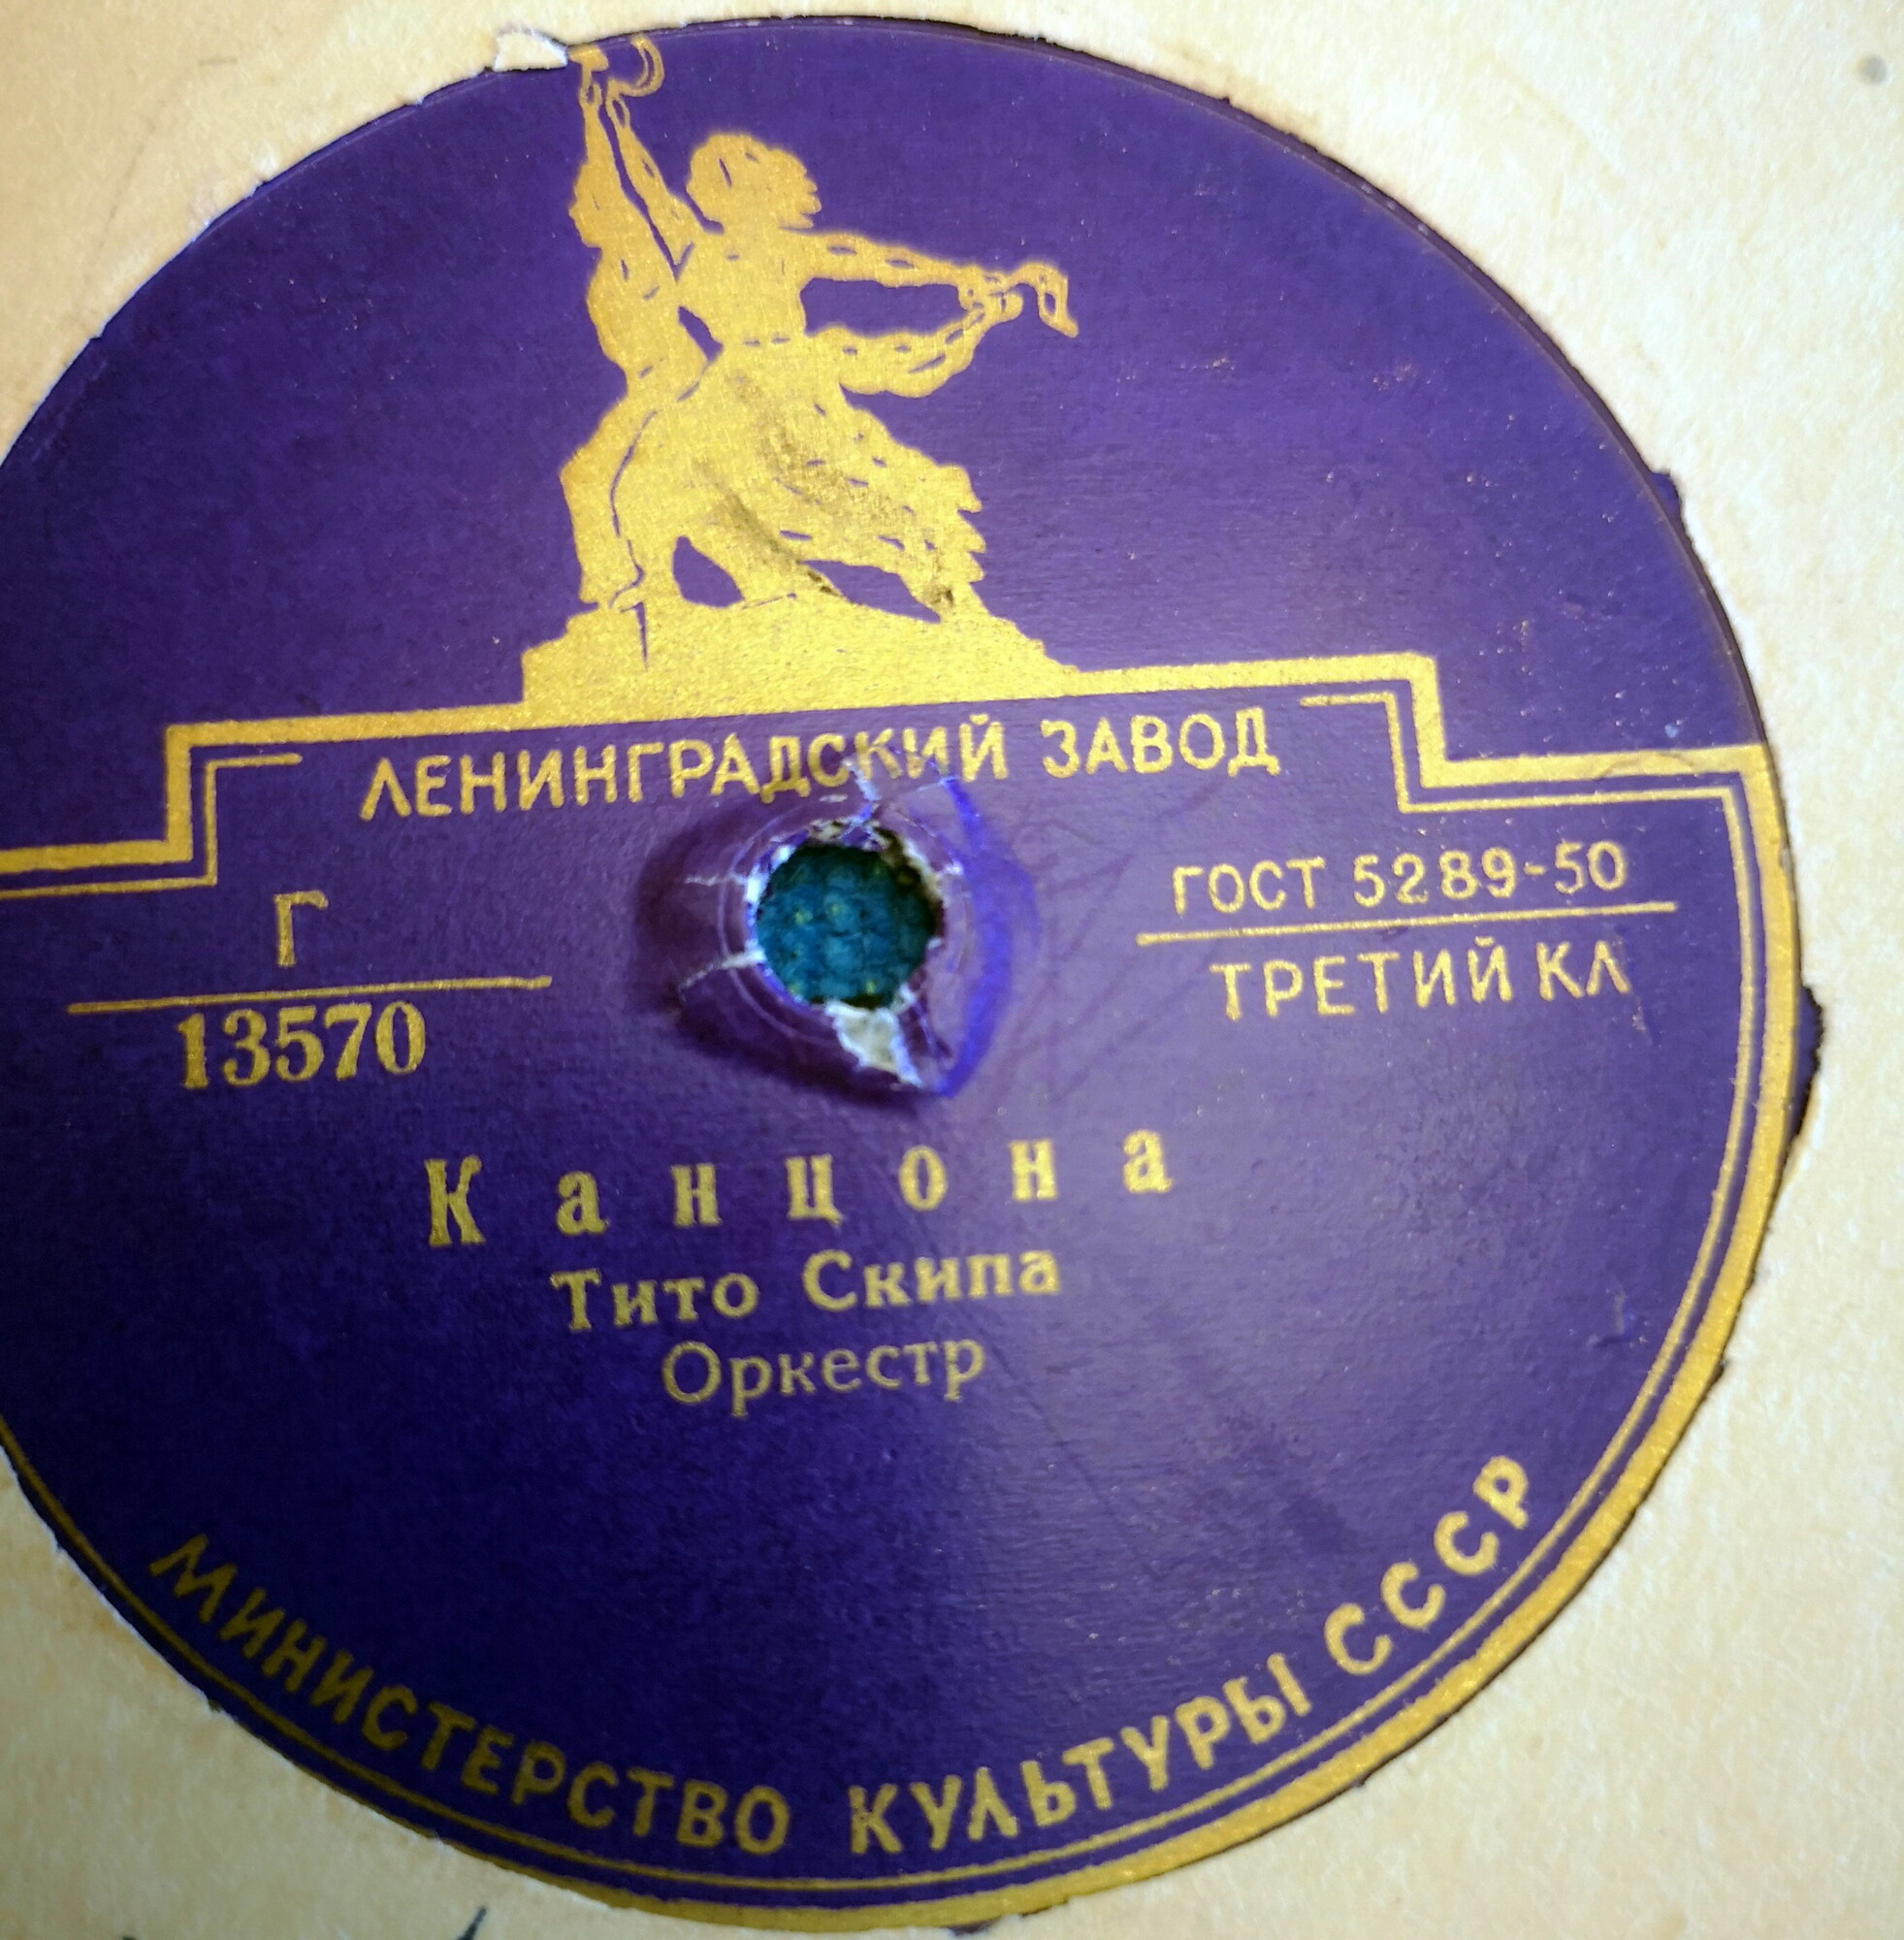 ЛЕНИНГРАДСКИЙ ЗАВОД
Г
13570
ГОСТ 5289-50
ТРЕТИЙ КЛ
Канцона
Тито Скипа
Оркестр
МИНИСТЕРСТВО КУЛЬТУРЫ СССР